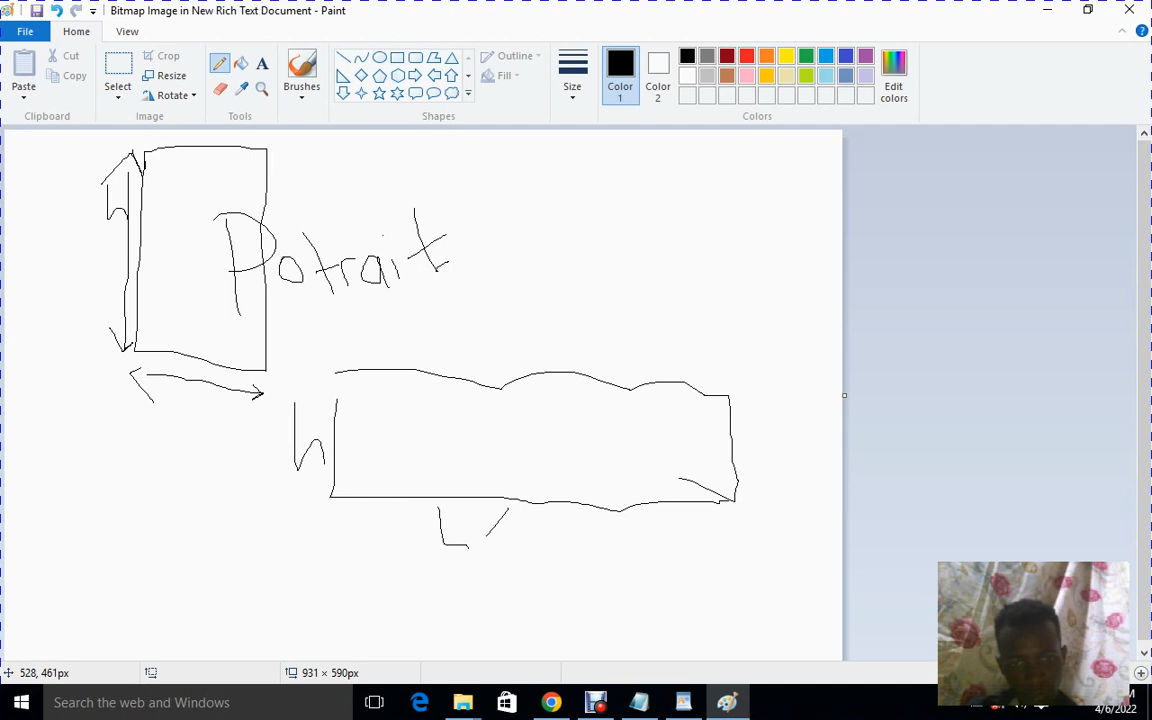 Bitmap Image in New Rich Text Document - Paint
File Home View
Paste
Cut
Copy
Clipboard
Select
Crop
Resize
Rotate
Image
A
Tools
Brushes
Shapes
Outline
Fill
Size
Color 1
Color 2
Edit colors
Colors
h
Potrait
h
L
528, 461px
931 × 590px
Search the web and Windows
4/6/2022